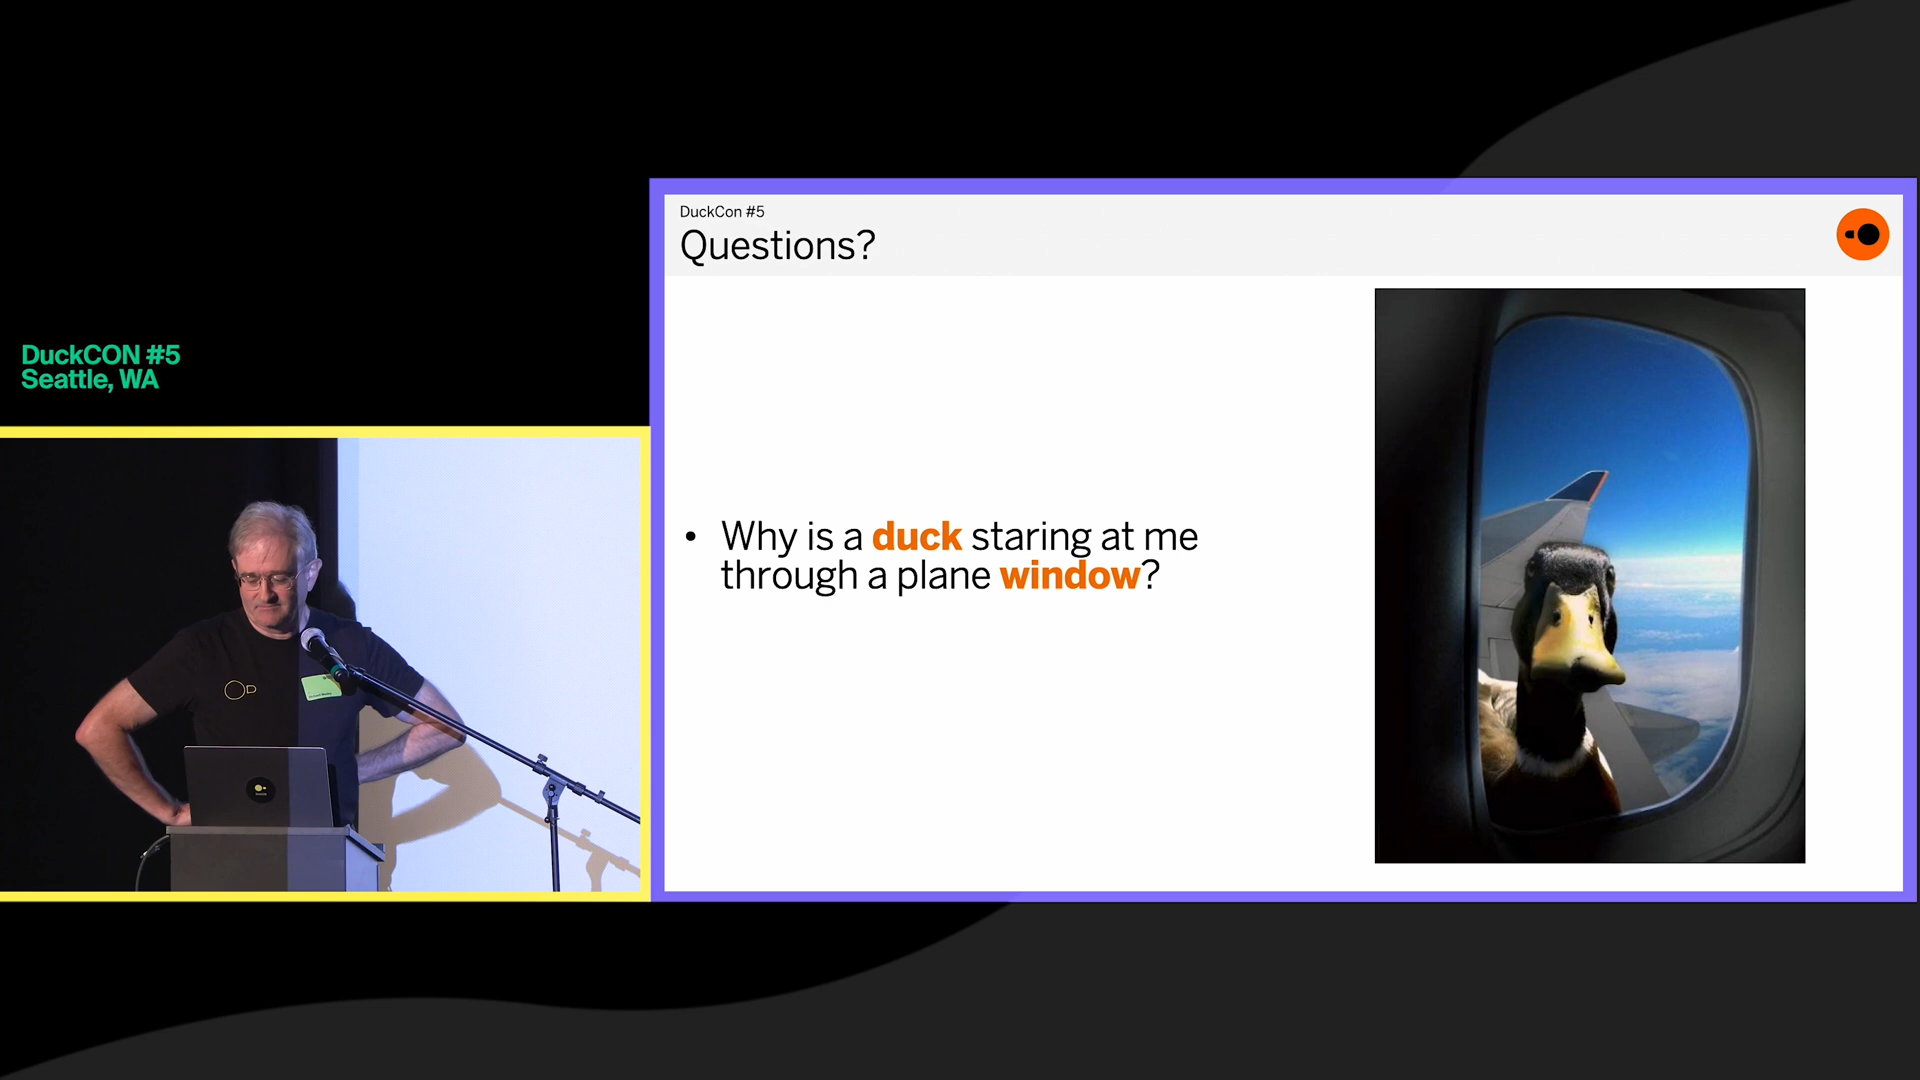 DuckCON #5
Seattle, WA
DuckCon #5
Questions?
• Why is a duck staring at me
through a plane window?